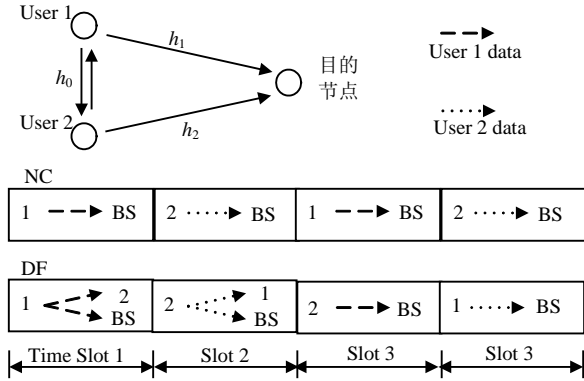 User 1
h1
h0
目的
节点
User 2
h2
User 1 data
User 2 data
NC
1 BS 2 BS 1 BS 2 BS
DF
1 2 BS 2 1 BS 2 BS 1 BS
Time Slot 1 Slot 2 Slot 3 Slot 3